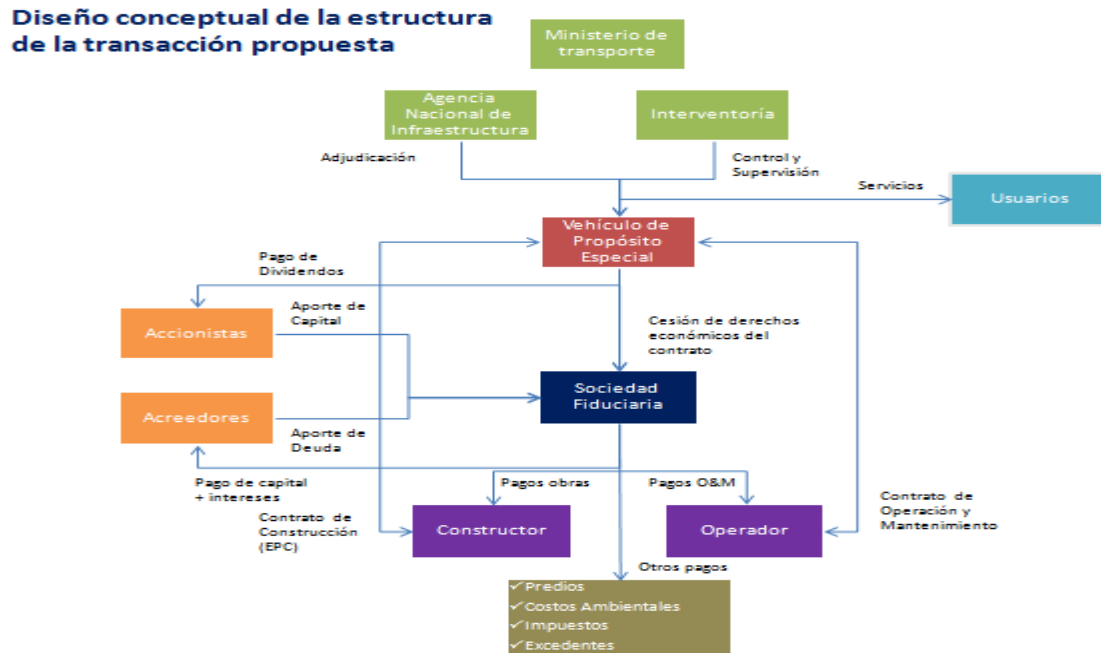 Diseño conceptual de la estructura
de la transacción propuesta
Ministerio de
transporte
Agencia
Nacional de
Infraestructura
Interventoría
Adjudicación
Control y
Supervisión
Servicios
Usuarios
Vehículo de
Propósito
Especial
Pago de
Dividendos
Aporte de
Capital
Accionistas
Cesión de derechos
económicos del
contrato
Sociedad
Fiduciaria
Acreedores
Aporte de
Deuda
Pago de capital
+ intereses
Pagos obras
Pagos O&M
Contrato de
Operación y
Mantenimiento
Contrato de
Construcción
(EPC)
Constructor
Operador
Otros pagos
✓Predios
✓Costos Ambientales
✓Impuestos
✓Excedentes